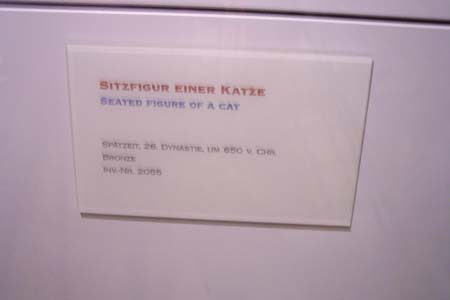 SITZFIGUR EINER KATZE
SEATED FIGURE OF A CAT
SPÄTZEIT, 26. DYNASTIE, UM 650 V. CHR.
BRONZE
INV.-NR. 2055